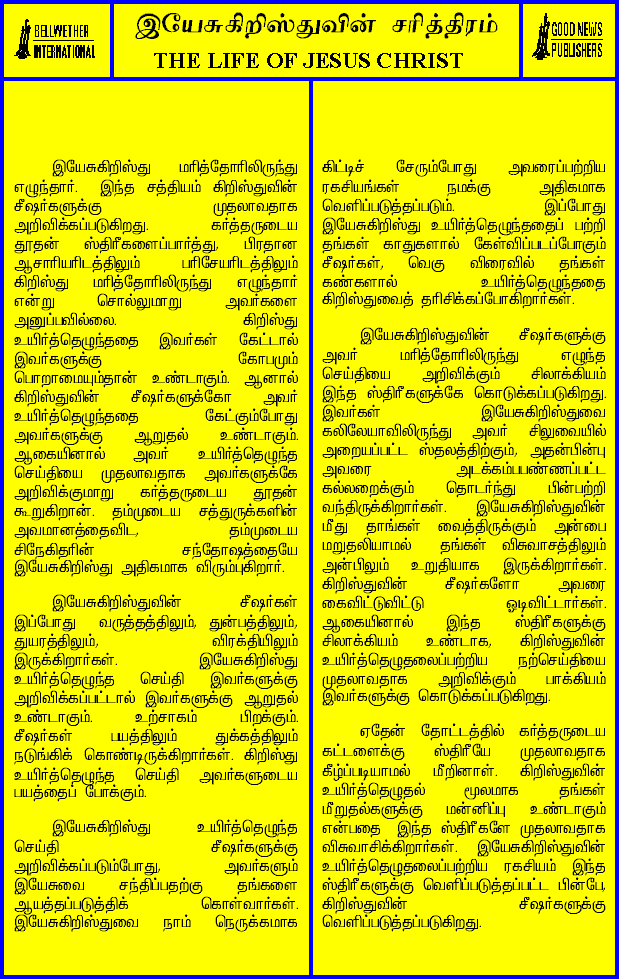 BELLWETHER
INTERNATIONAL
இயேசுகிறிஸ்துவின் சரித்திரம்
THE LIFE OF JESUS CHRIST
GOOD NEWS
PUBLISHERS
இயேசுகிறிஸ்து மரித்தோரிலிருந்து
எழுந்தார். இந்த சத்தியம் கிறிஸ்துவின்
சீஷர்களுக்கு முதலாவதாக
அறிவிக்கப்படுகிறது. கர்த்தருடைய
தூதன் ஸ்திரீகளைப்பார்த்து, பிரதான
ஆசாரியரிடத்திலும் பரிசேயரிடத்திலும்
கிறிஸ்து மரித்தோரிலிருந்து எழுந்தார்
என்று சொல்லுமாறு அவர்களை
அனுப்பவில்லை. கிறிஸ்து
உயிர்த்தெழுந்ததை இவர்கள் கேட்டால்
இவர்களுக்கு கோபமும்
பொறாமையும்தான் உண்டாகும். ஆனால்
கிறிஸ்துவின் சீஷர்களுக்கோ அவர்
உயிர்த்தெழுந்ததை கேட்கும்போது
அவர்களுக்கு ஆறுதல் உண்டாகும்.
ஆகையினால் அவர் உயிர்த்தெழுந்த
செய்தியை முதலாவதாக அவர்களுக்கே
அறிவிக்குமாறு கர்த்தருடைய தூதன்
கூறுகிறான். தம்முடைய சத்துருக்களின்
அவமானத்தைவிட, தம்முடைய
சிநேகிதரின் சந்தோஷத்தையே
இயேசுகிறிஸ்து அதிகமாக விரும்புகிறார்.
இயேசுகிறிஸ்துவின் சீஷர்கள்
இப்போது வருத்தத்திலும், துன்பத்திலும்,
துயரத்திலும், விரக்தியிலும்
இருக்கிறார்கள். இயேசுகிறிஸ்து
உயிர்த்தெழுந்த செய்தி இவர்களுக்கு
அறிவிக்கப்பட்டால் இவர்களுக்கு ஆறுதல்
உண்டாகும். உற்சாகம் பிறக்கும்.
சீஷர்கள் பயத்திலும் துக்கத்திலும்
நடுங்கிக் கொண்டிருக்கிறார்கள். கிறிஸ்து
உயிர்த்தெழுந்த செய்தி அவர்களுடைய
பயத்தைப் போக்கும்.
இயேசுகிறிஸ்து உயிர்த்தெழுந்த
செய்தி சீஷர்களுக்கு
அறிவிக்கப்படும்போது, அவர்களும்
இயேசுவை சந்திப்பதற்கு தங்களை
ஆயத்தப்படுத்திக் கொள்வார்கள்.
இயேசுகிறிஸ்துவை நாம் நெருக்கமாக
கிட்டிச் சேரும்போது அவரைப்பற்றிய
ரகசியங்கள் நமக்கு அதிகமாக
வெளிப்படுத்தப்படும். இப்போது
இயேசுகிறிஸ்து உயிர்த்தெழுந்ததைப் பற்றி
தங்கள் காதுகளால் கேள்விப்படப்போகும்
சீஷர்கள், வெகு விரைவில் தங்கள்
கண்களால் உயிர்த்தெழுந்ததை
கிறிஸ்துவைத் தரிசிக்கப்போகிறார்கள்.
இயேசுகிறிஸ்துவின் சீஷர்களுக்கு
அவர் மரித்தோரிலிருந்து எழுந்த
செய்தியை அறிவிக்கும் சிலாக்கியம்
இந்த ஸ்திரீகளுக்கே கொடுக்கப்படுகிறது.
இவர்கள் இயேசுகிறிஸ்துவை
கலிலேயாவிலிருந்து அவர் சிலுவையில்
அறையப்பட்ட ஸ்தலத்திற்கும், அதன்பின்பு
அவரை அடக்கம்பண்ணப்பட்ட
கல்லறைக்கும் தொடர்ந்து பின்பற்றி
வந்திருக்கிறார்கள். இயேசுகிறிஸ்துவின்
மீது தாங்கள் வைத்திருக்கும் அன்பை
மறுதலியாமல் தங்கள் விசுவாசத்திலும்
அன்பிலும் உறுதியாக இருக்கிறார்கள்.
கிறிஸ்துவின் சீஷர்களோ அவரை
கைவிட்டுவிட்டு ஓடிவிட்டார்கள்.
ஆகையினால் இந்த ஸ்திரீகளுக்கு
சிலாக்கியம் உண்டாக, கிறிஸ்துவின்
உயிர்த்தெழுதலைப்பற்றிய நற்செய்தியை
முதலாவதாக அறிவிக்கும் பாக்கியம்
இவர்களுக்கு கொடுக்கப்படுகிறது.
ஏதேன் தோட்டத்தில் கர்த்தருடைய
கட்டளைக்கு ஸ்திரீயே முதலாவதாக
கீழ்ப்படியாமல் மீறினாள். கிறிஸ்துவின்
உயிர்த்தெழுதல் மூலமாக தங்கள்
மீறுதல்களுக்கு மன்னிப்பு உண்டாகும்
என்பதை இந்த ஸ்திரீகளே முதலாவதாக
விசுவாசிக்கிறார்கள். இயேசுகிறிஸ்துவின்
உயிர்த்தெழுதலைப்பற்றிய ரகசியம் இந்த
ஸ்திரீகளுக்கு வெளிப்படுத்தப்பட்ட பின்பே,
கிறிஸ்துவின் சீஷர்களுக்கு
வெளிப்படுத்தப்படுகிறது.